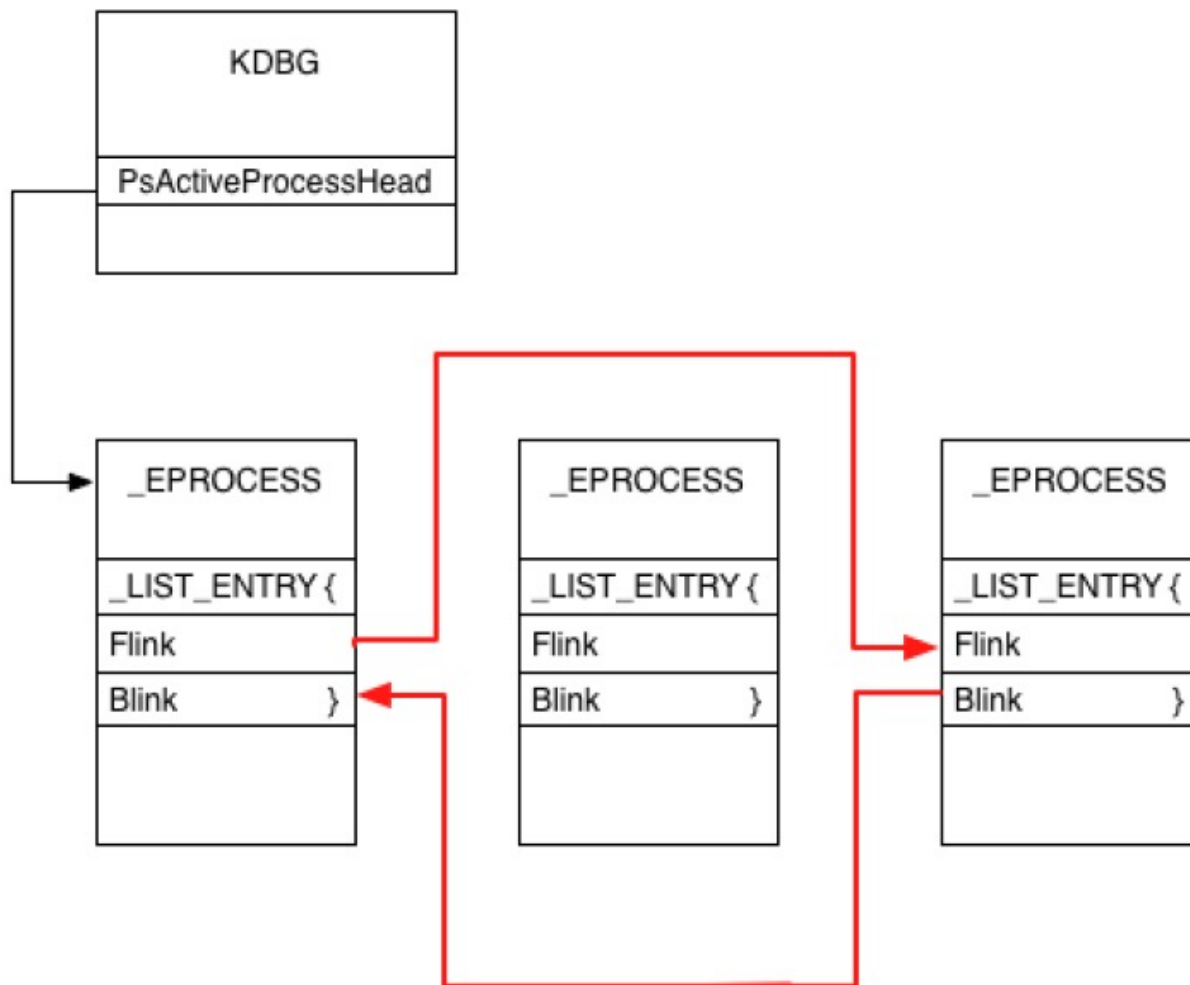 KDBG
PsActiveProcessHead
_EPROCESS
_LIST_ENTRY {
Flink
Blink }
_EPROCESS
_LIST_ENTRY {
Flink
Blink }
_EPROCESS
_LIST_ENTRY {
Flink
Blink }